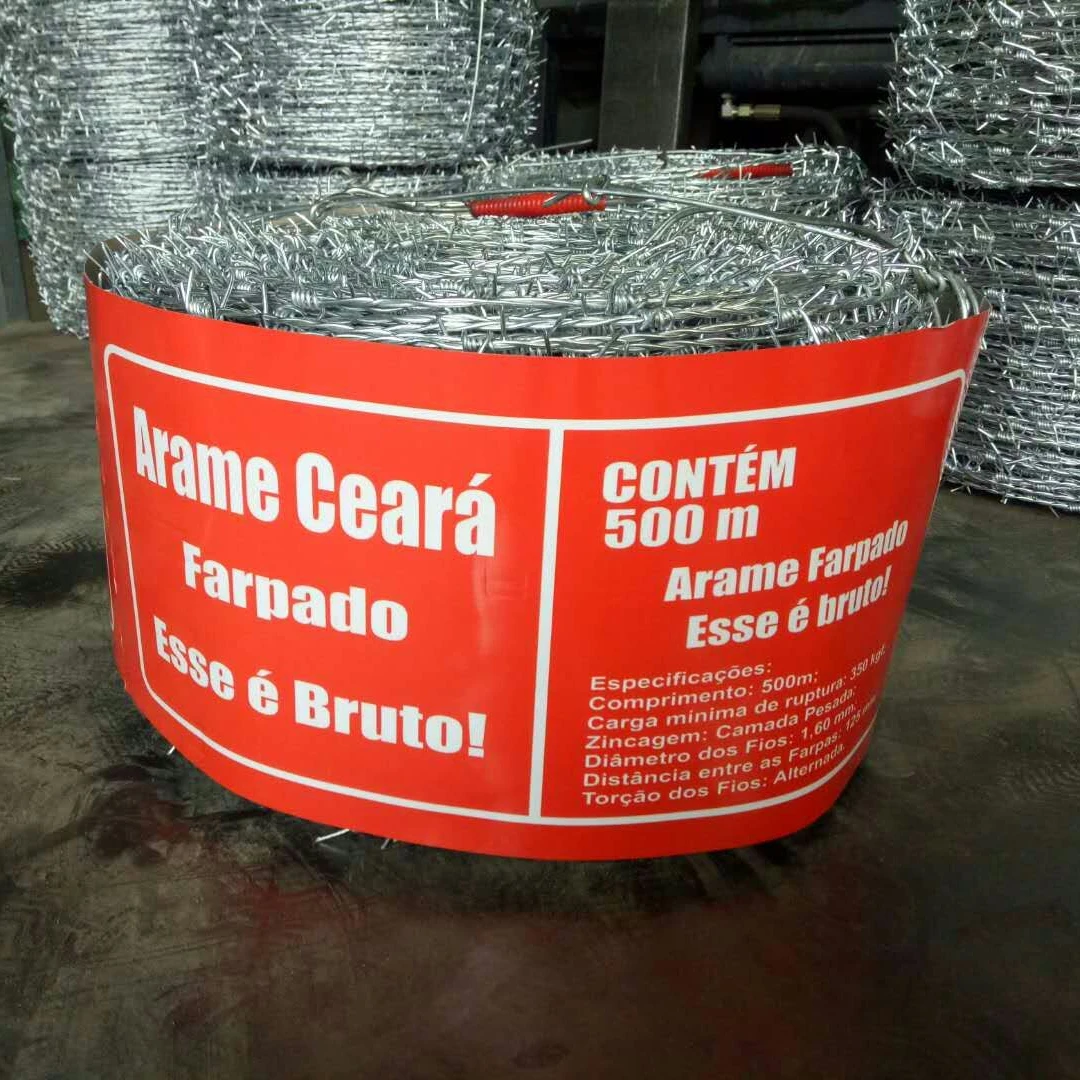 Arame Ceará
Farpado
Esse é Bruto!
CONTÉM
500 m
Arame Farpado
Esse é bruto!
Especificações:
Comprimento: 500m;
Carga mínima de ruptura: 350 kgf.
Zincagem: Camada Pesada:
Diâmetro dos Fios: 1,60 mm.
Distância entre as Farpas: 125
Torção dos Fios: Alternada.